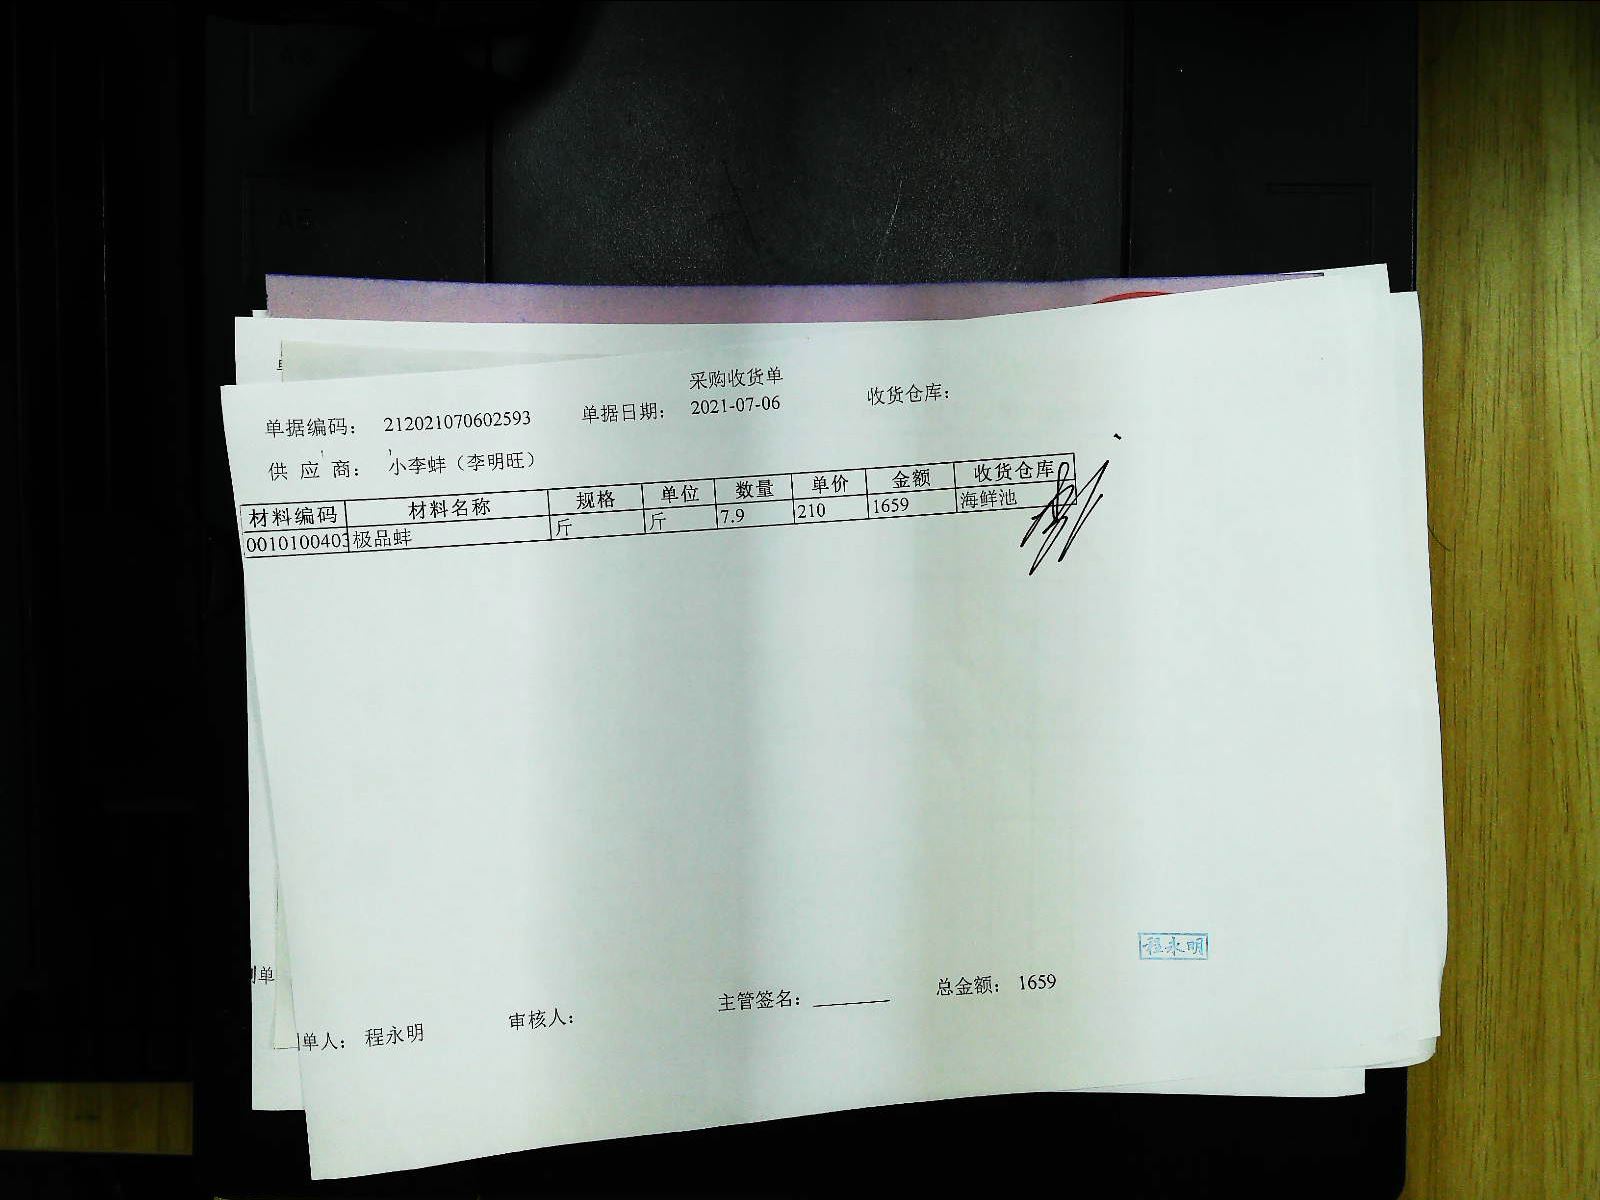 采购收货单
单据编码： 212021070602593 单据日期： 2021-07-06 收货仓库：
供 应 商： 小李蚌（李明旺）
材料编码 材料名称 规格 单位 数量 单价 金额 收货仓库
0010100403 极品蚌 斤 斤 7.9 210 1659 海鲜池
程永明
单人： 程永明 审核人： 主管签名：________ 总金额： 1659
单